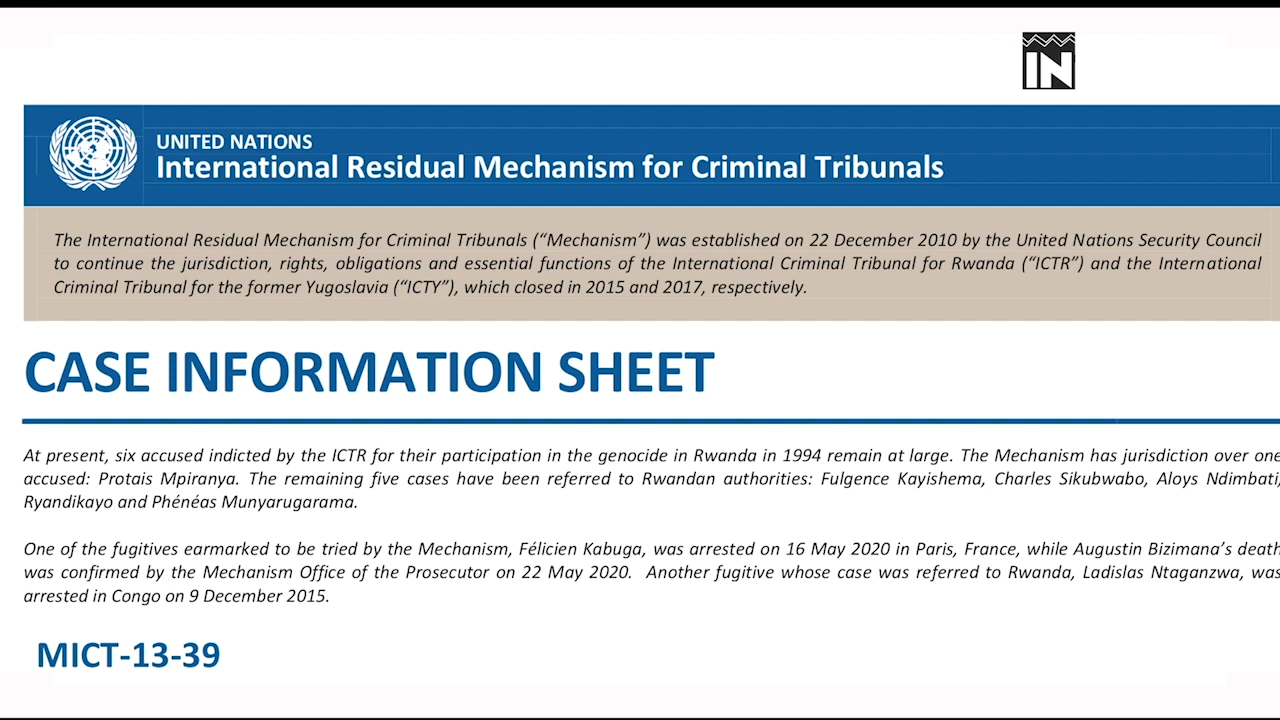 IN
UNITED NATIONS
International Residual Mechanism for Criminal Tribunals
The International Residual Mechanism for Criminal Tribunals (“Mechanism”) was established on 22 December 2010 by the United Nations Security Council
to continue the jurisdiction, rights, obligations and essential functions of the International Criminal Tribunal for Rwanda (“ICTR”) and the International
Criminal Tribunal for the former Yugoslavia (“ICTY”), which closed in 2015 and 2017, respectively.
CASE INFORMATION SHEET
At present, six accused indicted by the ICTR for their participation in the genocide in Rwanda in 1994 remain at large. The Mechanism has jurisdiction over one
accused: Protais Mpiranya. The remaining five cases have been referred to Rwandan authorities: Fulgence Kayishema, Charles Sikubwabo, Aloys Ndimbati,
Ryandikayo and Phénéas Munyarugarama.
One of the fugitives earmarked to be tried by the Mechanism, Félicien Kabuga, was arrested on 16 May 2020 in Paris, France, while Augustin Bizimana’s death
was confirmed by the Mechanism Office of the Prosecutor on 22 May 2020. Another fugitive whose case was referred to Rwanda, Ladislas Ntaganzwa, was
arrested in Congo on 9 December 2015.
MICT-13-39